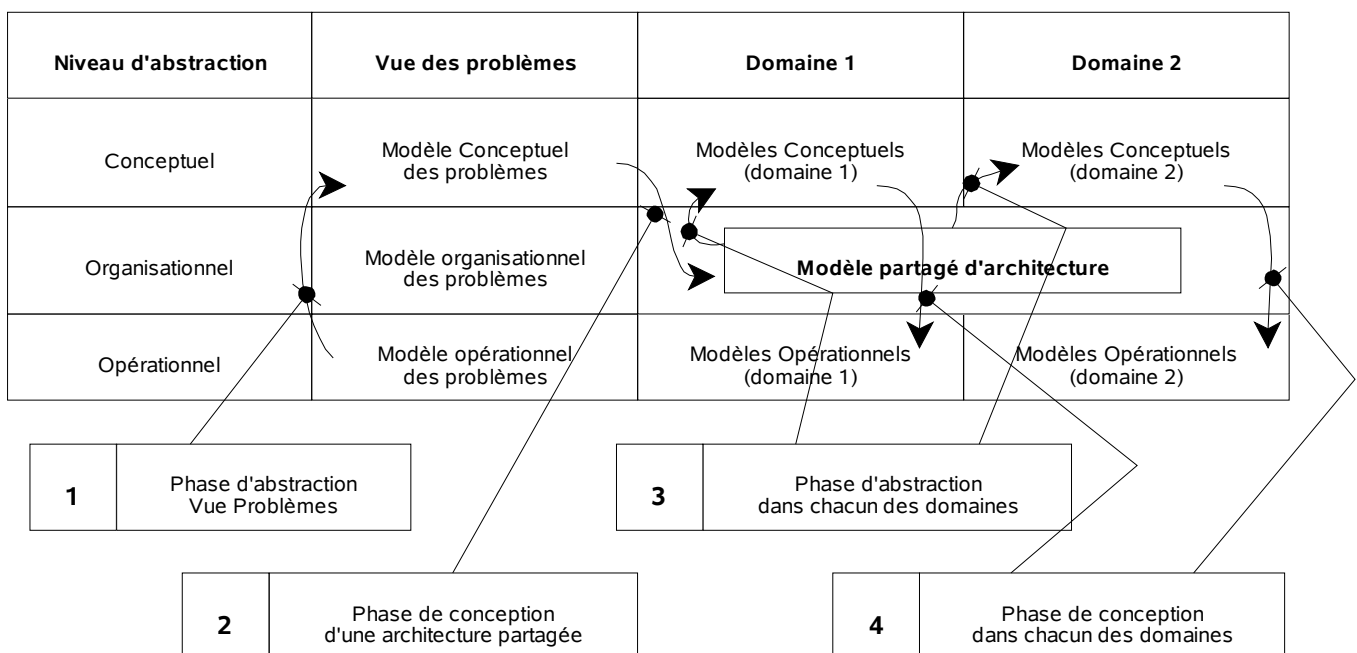 Niveau d'abstraction
Vue des problèmes
Domaine 1
Domaine 2
Conceptuel
Modèle Conceptuel
des problèmes
Modèles Conceptuels
(domaine 1)
Modèles Conceptuels
(domaine 2)
Organisationnel
Modèle organisationnel
des problèmes
Modèle partagé d'architecture
Opérationnel
Modèle opérationnel
des problèmes
Modèles Opérationnels
(domaine 1)
Modèles Opérationnels
(domaine 2)
1
Phase d'abstraction
Vue Problèmes
3
Phase d'abstraction
dans chacun des domaines
2
Phase de conception
d'une architecture partagée
4
Phase de conception
dans chacun des domaines